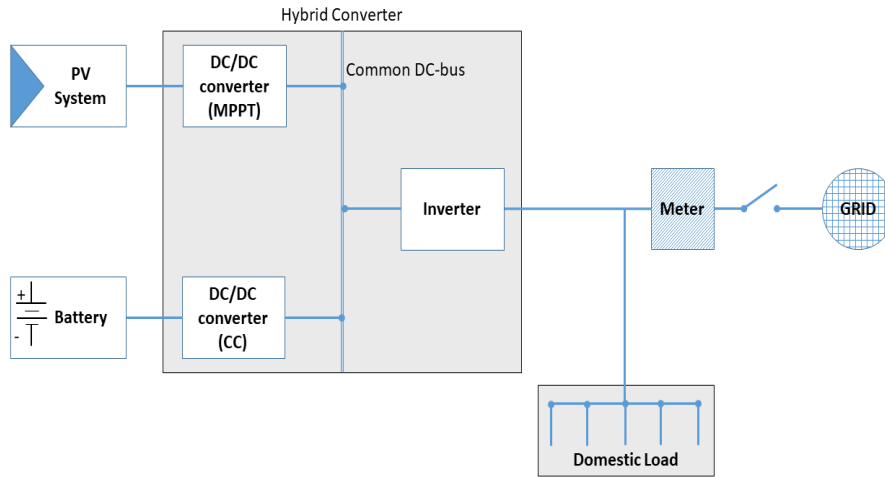 Hybrid Converter
PV
System
DC/DC
converter
(MPPT)
Common DC-bus
Inverter
Meter
GRID
+
-
Battery
DC/DC
converter
(CC)
Domestic Load